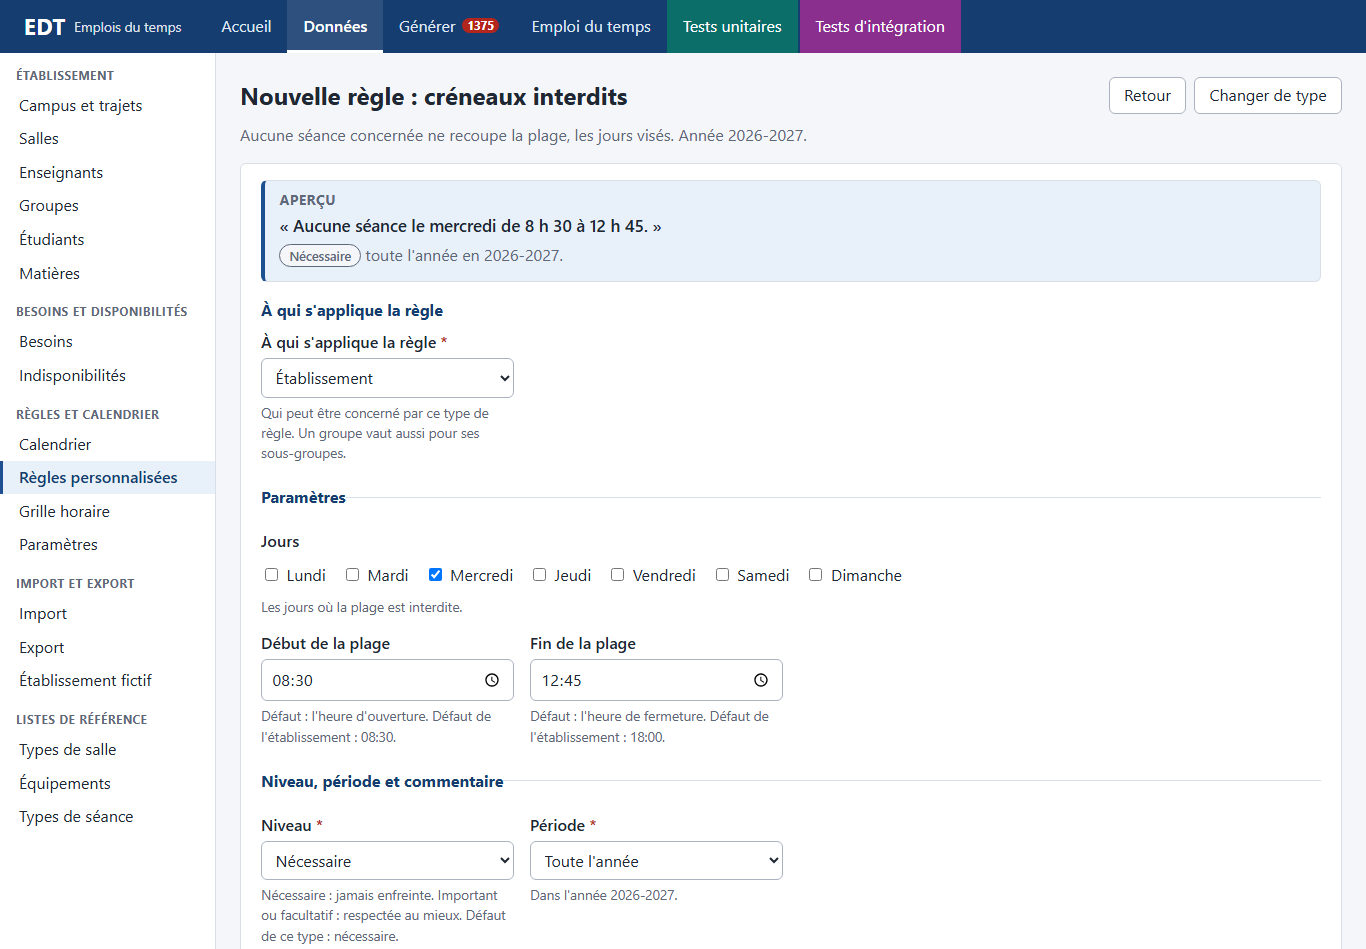 EDT Emplois du temps
Accueil
Données
Générer 1375
Emploi du temps
Tests unitaires
Tests d'intégration
ÉTABLISSEMENT
Campus et trajets
Salles
Enseignants
Groupes
Étudiants
Matières
BESOINS ET DISPONIBILITÉS
Besoins
Indisponibilités
RÈGLES ET CALENDRIER
Calendrier
Règles personnalisées
Grille horaire
Paramètres
IMPORT ET EXPORT
Import
Export
Établissement fictif
LISTES DE RÉFÉRENCE
Types de salle
Équipements
Types de séance
Nouvelle règle : créneaux interdits
Retour
Changer de type
Aucune séance concernée ne recoupe la plage, les jours visés. Année 2026-2027.
APERÇU
« Aucune séance le mercredi de 8 h 30 à 12 h 45. »
Nécessaire toute l'année en 2026-2027.
À qui s'applique la règle
À qui s'applique la règle *
Établissement
Qui peut être concerné par ce type de
règle. Un groupe vaut aussi pour ses
sous-groupes.
Paramètres
Jours
Lundi Mardi Mercredi Jeudi Vendredi Samedi Dimanche
Les jours où la plage est interdite.
Début de la plage
08:30
Défaut : l'heure d'ouverture. Défaut de
l'établissement : 08:30.
Fin de la plage
12:45
Défaut : l'heure de fermeture. Défaut de
l'établissement : 18:00.
Niveau, période et commentaire
Niveau *
Nécessaire
Nécessaire : jamais enfreinte. Important
ou facultatif : respectée au mieux. Défaut
de ce type : nécessaire.
Période *
Toute l'année
Dans l'année 2026-2027.